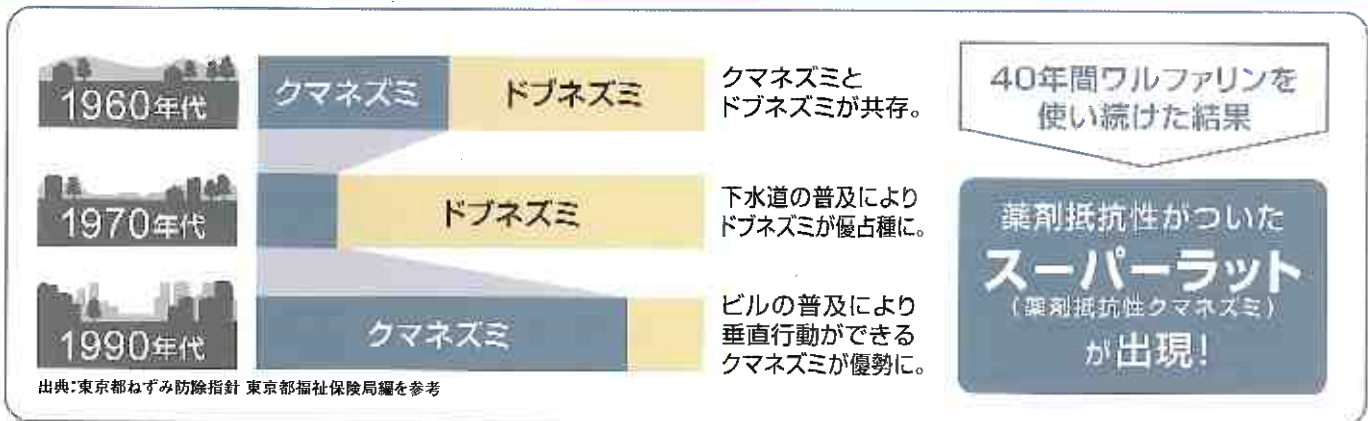 1960年代
クマネズミ
ドブネズミ
クマネズミと
ドブネズミが共存。
1970年代
ドブネズミ
下水道の普及により
ドブネズミが優占種に。
1990年代
クマネズミ
ビルの普及により
垂直行動ができる
クマネズミが優勢に。
出典:東京都ねずみ防除指針 東京都福祉保険局編を参考
40年間ワルファリンを
使い続けた結果
薬剤抵抗性がついた
スーパーラット
(薬剤抵抗性クマネズミ)
が出現!